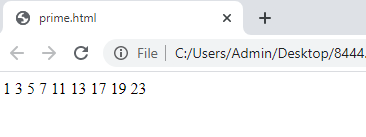 prime.html
File C:/Users/Admin/Desktop/8444.
1 3 5 7 11 13 17 19 23